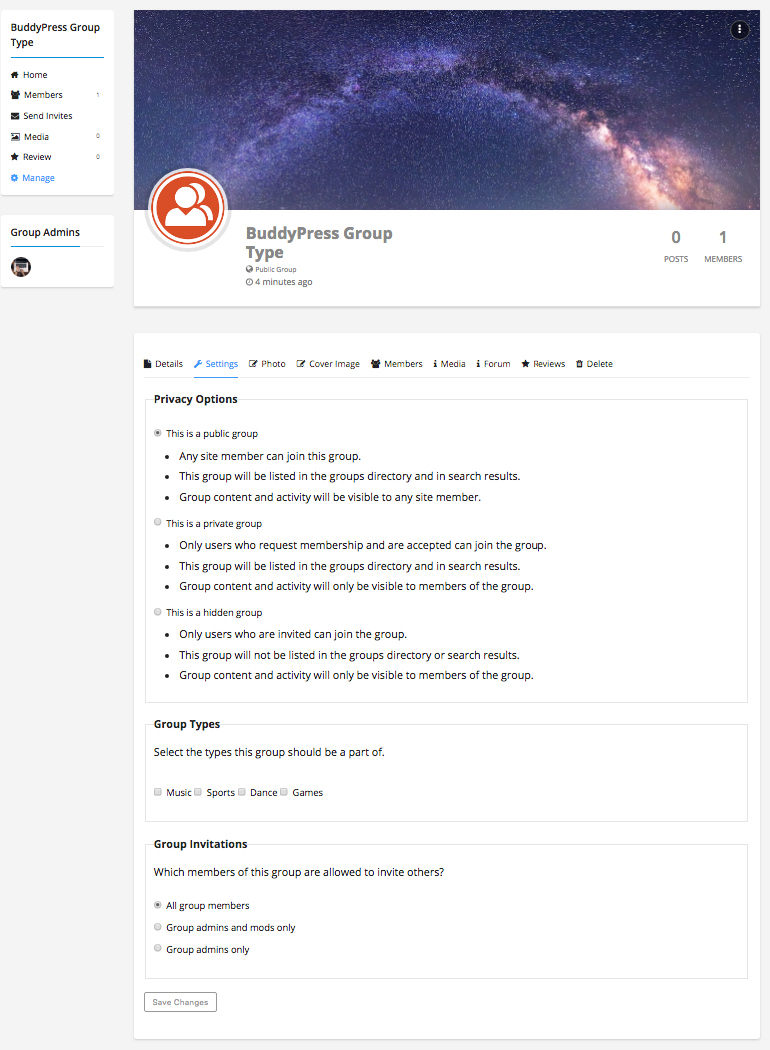 BuddyPress Group
Type
Home
Members 1
Send Invites
Media 0
Review 0
Manage
Group Admins
BuddyPress Group
Type
Public Group
4 minutes ago
0
POSTS
1
MEMBERS
Details Settings Photo Cover Image Members Media Forum Reviews Delete
Privacy Options
This is a public group
Any site member can join this group.
This group will be listed in the groups directory and in search results.
Group content and activity will be visible to any site member.
This is a private group
Only users who request membership and are accepted can join the group.
This group will be listed in the groups directory and in search results.
Group content and activity will only be visible to members of the group.
This is a hidden group
Only users who are invited can join the group.
This group will not be listed in the groups directory or search results.
Group content and activity will only be visible to members of the group.
Group Types
Select the types this group should be a part of.
Music Sports Dance Games
Group Invitations
Which members of this group are allowed to invite others?
All group members
Group admins and mods only
Group admins only
Save Changes